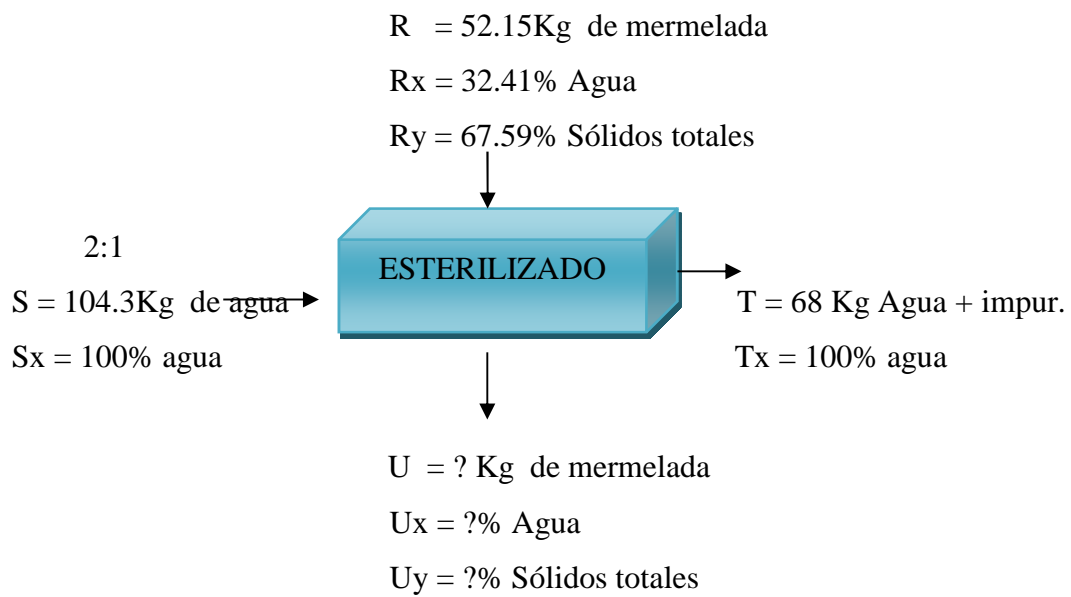 R = 52.15Kg de mermelada
Rx = 32.41% Agua
Ry = 67.59% Sólidos totales
2:1
S = 104.3Kg de agua
Sx = 100% agua
ESTERILIZADO
T = 68 Kg Agua + impur.
Tx = 100% agua
U = ? Kg de mermelada
Ux = ?% Agua
Uy = ?% Sólidos totales